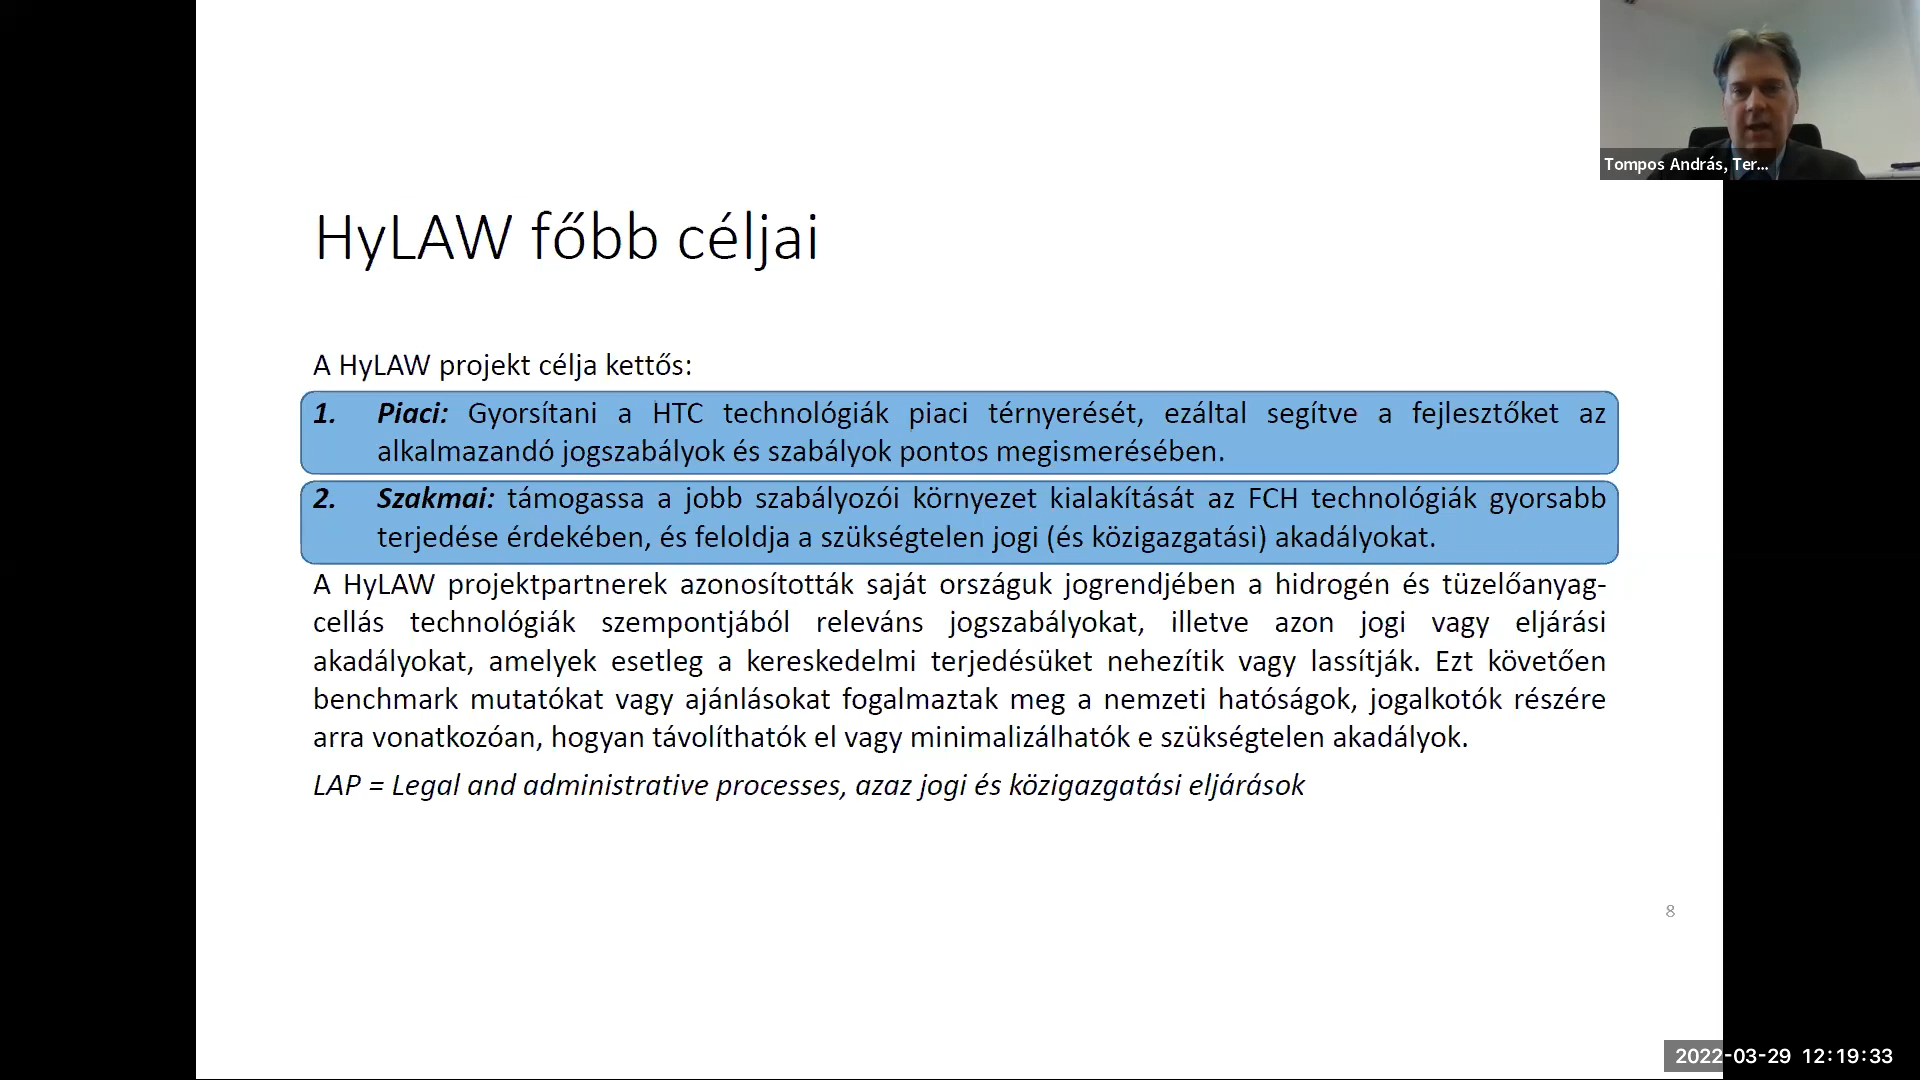 Tompos András, Ter...
HyLAW főbb céljai
A HyLAW projekt célja kettős:
1. Piaci: Gyorsítani a HTC technológiák piaci térnyerését, ezáltal segítve a fejlesztőket az
alkalmazandó jogszabályok és szabályok pontos megismerésében.
2. Szakmai: támogassa a jobb szabályozói környezet kialakítását az FCH technológiák gyorsabb
terjedése érdekében, és feloldja a szükségtelen jogi (és közigazgatási) akadályokat.
A HyLAW projektpartnerek azonosították saját országuk jogrendjében a hidrogén és tüzelőanyag-
cellás technológiák szempontjából releváns jogszabályokat, illetve azon jogi vagy eljárási
akadályokat, amelyek esetleg a kereskedelmi terjedésüket nehezítik vagy lassítják. Ezt követően
benchmark mutatókat vagy ajánlásokat fogalmaztak meg a nemzeti hatóságok, jogalkotók részére
arra vonatkozóan, hogyan távolíthatók el vagy minimalizálhatók e szükségtelen akadályok.
LAP = Legal and administrative processes, azaz jogi és közigazgatási eljárások
8
2022-03-29 12:19:33